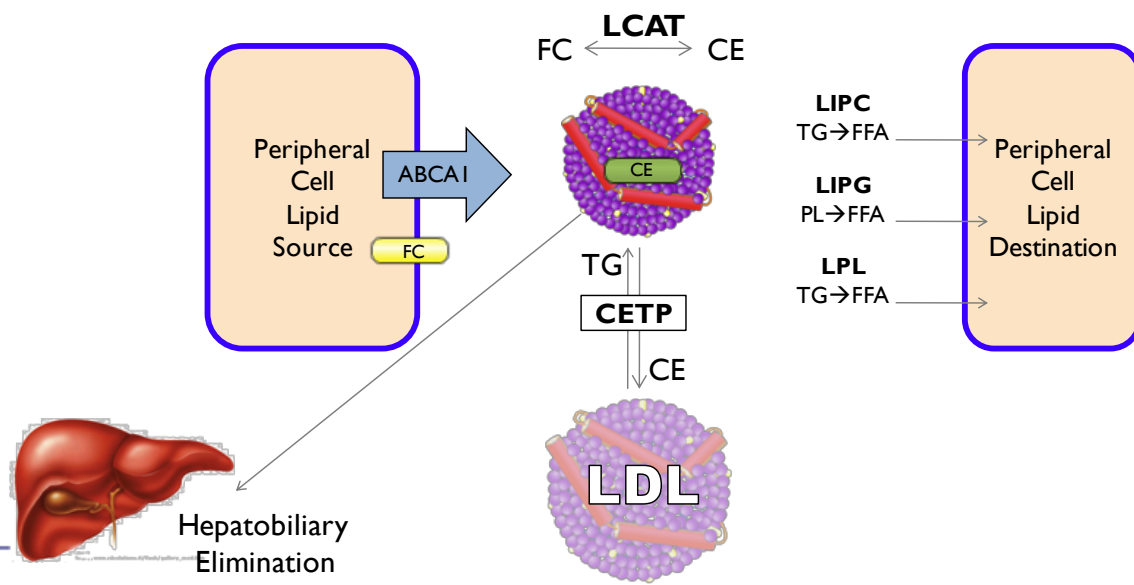 LCAT
FC
CE
Peripheral
Cell
Lipid
Source
ABCA1
FC
CE
LIPC
TG→FFA
LIPG
PL→FFA
LPL
TG→FFA
Peripheral
Cell
Lipid
Destination
TG
CETP
CE
LDL
Hepatobiliary
Elimination